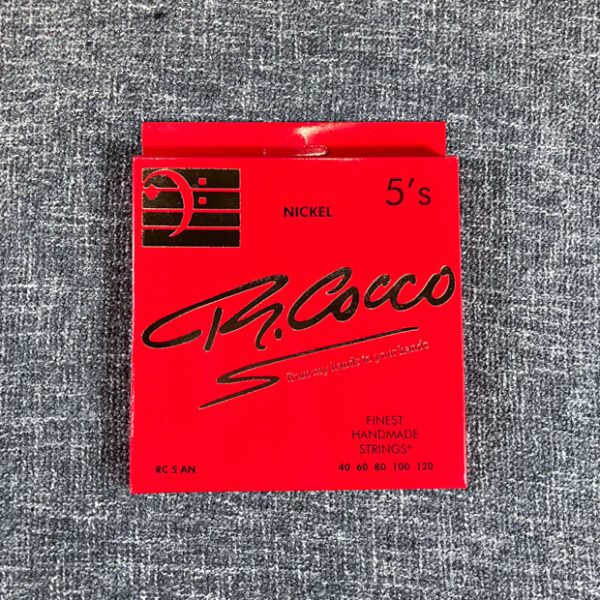 NICKEL
5's
R. Cocco
from my hands to your hands
FINEST
HANDMADE
STRINGS®
RC 5 AN
40 60 80 100 120